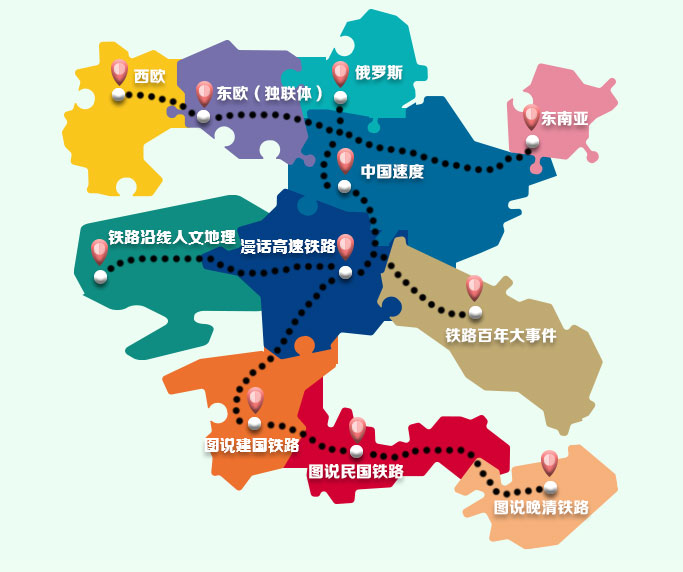 西欧
东欧（独联体）
俄罗斯
东南亚
中国速度
铁路沿线人文地理
漫话高速铁路
铁路百年大事件
图说建国铁路
图说民国铁路
图说晚清铁路